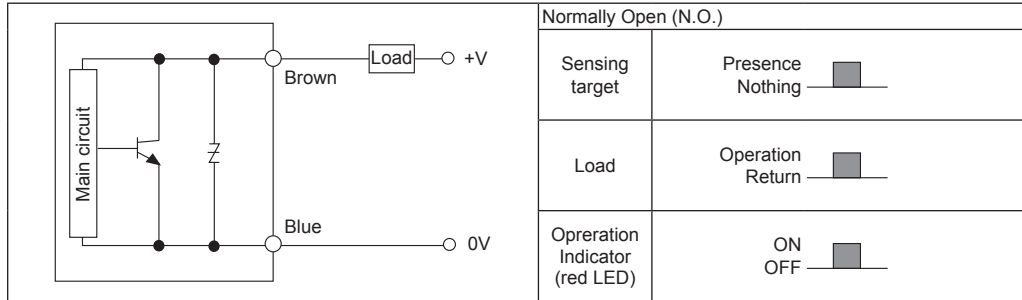 Main circuit
Brown
Load
+V
Blue
0V
Normally Open (N.O.)
Sensing
target
Presence
Nothing
Load
Operation
Return
Opreration
Indicator
(red LED)
ON
OFF